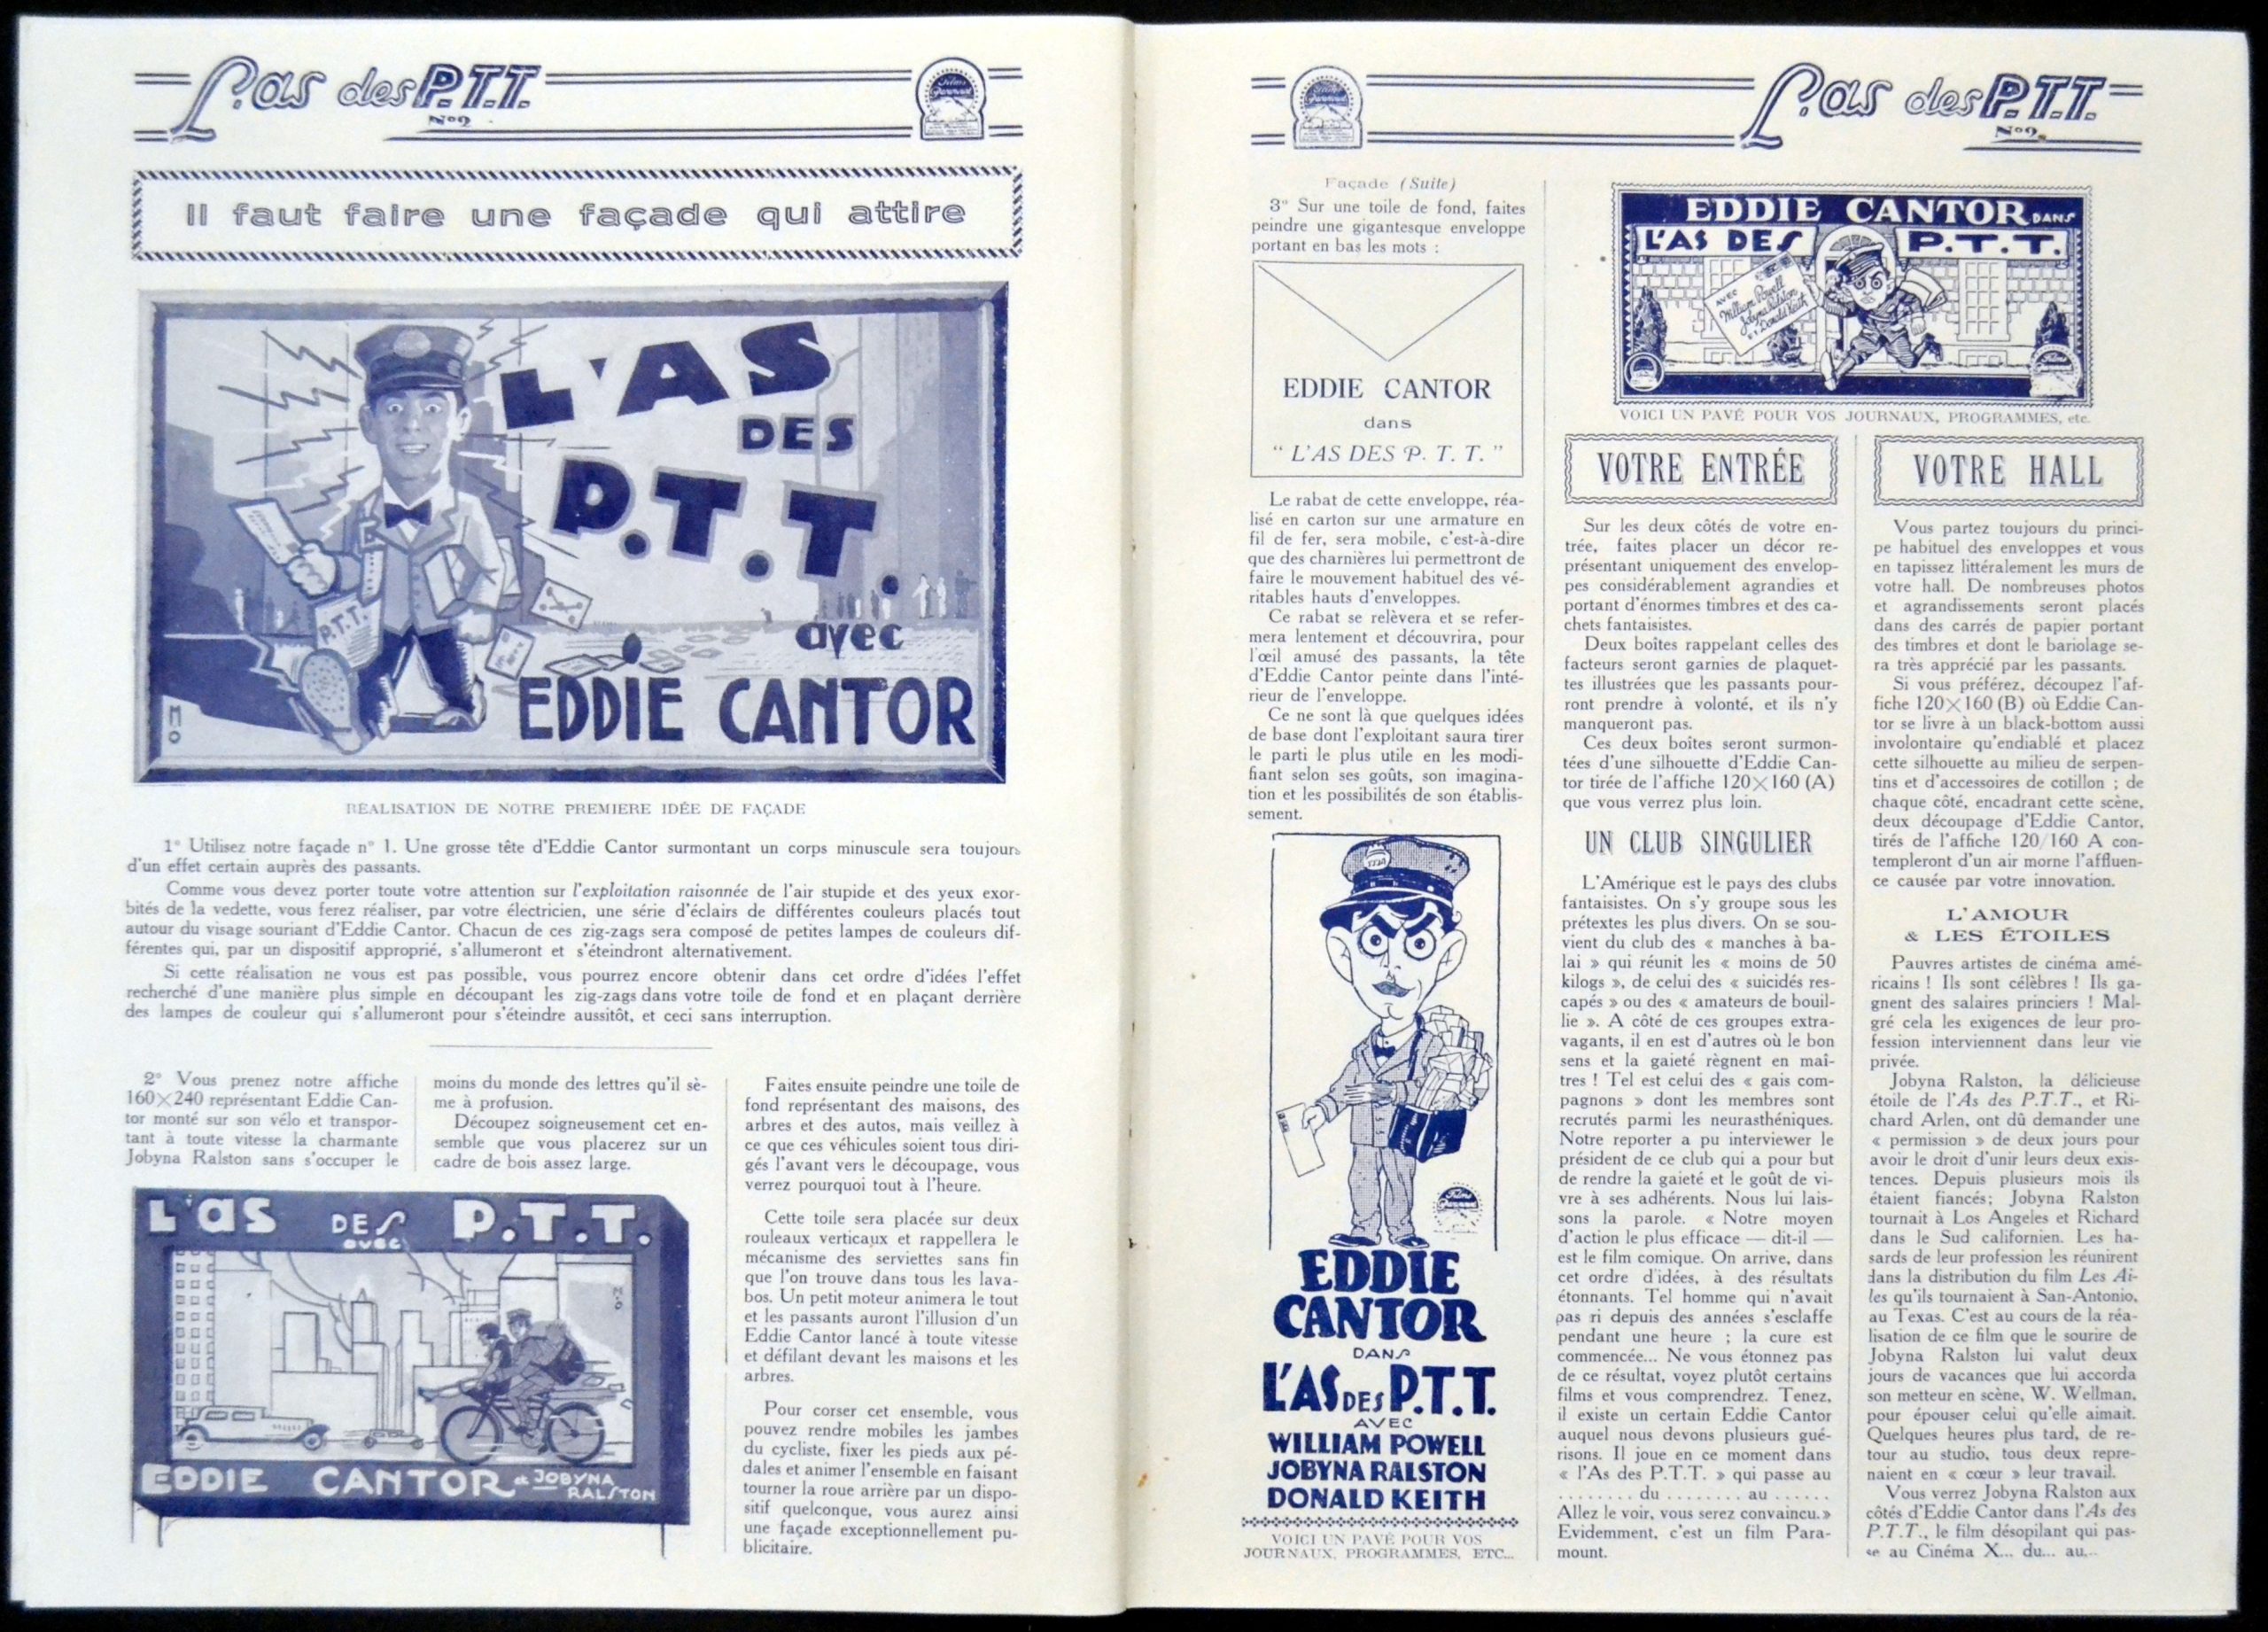 L'as des P.T.T.
N° 2
Il faut faire une façade qui attire
L'AS
DES
P.T.T.
P.T.T.
avec
EDDIE CANTOR
MO
RÉALISATION DE NOTRE PREMIERE IDÉE DE FAÇADE
1° Utilisez notre façade n° 1. Une grosse tête d'Eddie Cantor surmontant un corps minuscule sera toujours
d'un effet certain auprès des passants.
Comme vous devez porter toute votre attention sur l'exploitation raisonnée de l'air stupide et des yeux exor-
bités de la vedette, vous ferez réaliser, par votre électricien, une série d'éclairs de différentes couleurs placés tout
autour du visage souriant d'Eddie Cantor. Chacun de ces zig-zags sera composé de petites lampes de couleurs dif-
férentes qui, par un dispositif approprié, s'allumeront et s'éteindront alternativement.
Si cette réalisation ne vous est pas possible, vous pourrez encore obtenir dans cet ordre d'idées l'effet
recherché d'une manière plus simple en découpant les zig-zags dans votre toile de fond et en plaçant derrière
des lampes de couleur qui s'allumeront pour s'éteindre aussitôt, et ceci sans interruption.
2° Vous prenez notre affiche
160×240 représentant Eddie Can-
tor monté sur son vélo et transpor-
tant à toute vitesse la charmante
Jobyna Ralston sans s'occuper le
moins du monde des lettres qu'il sè-
me à profusion.
Découpez soigneusement cet en-
semble que vous placerez sur un
cadre de bois assez large.
L'as DES P.T.T.
avec
EDDIE CANTOR & JOBYNA
RALSTON
Faites ensuite peindre une toile de
fond représentant des maisons, des
arbres et des autos, mais veillez à
ce que ces véhicules soient tous diri-
gés l'avant vers le découpage, vous
verrez pourquoi tout à l'heure.
Cette toile sera placée sur deux
rouleaux verticaux et rappellera le
mécanisme des serviettes sans fin
que l'on trouve dans tous les lava-
bos. Un petit moteur animera le tout
et les passants auront l'illusion d'un
Eddie Cantor lancé à toute vitesse
et défilant devant les maisons et les
arbres.
Pour corser cet ensemble, vous
pouvez rendre mobiles les jambes
du cycliste, fixer les pieds aux pé-
dales et animer l'ensemble en faisant
tourner la roue arrière par un dispo-
sitif quelconque, vous aurez ainsi
une façade exceptionnellement pu-
blicitaire.
L'as des P.T.T.
N° 2
Façade (Suite)
3° Sur une toile de fond, faites
peindre une gigantesque enveloppe
portant en bas les mots :
EDDIE CANTOR
dans
" L'AS DES P. T. T. "
Le rabat de cette enveloppe, réa-
lisé en carton sur une armature en
fil de fer, sera mobile, c'est-à-dire
que des charnières lui permettront de
faire le mouvement habituel des vé-
ritables hauts d'enveloppes.
Ce rabat se relèvera et se refer-
mera lentement et découvrira, pour
l'œil amusé des passants, la tête
d'Eddie Cantor peinte dans l'inté-
rieur de l'enveloppe.
Ce ne sont là que quelques idées
de base dont l'exploitant saura tirer
le parti le plus utile en les modi-
fiant selon ses goûts, son imagina-
tion et les possibilités de son établis-
sement.
EDDIE
CANTOR
DANS
L'AS DES P.T.T.
AVEC
WILLIAM POWELL
JOBYNA RALSTON
DONALD KEITH
VOICI UN PAVÉ POUR VOS
JOURNAUX, PROGRAMMES, ETC...
EDDIE CANTOR DANS
L'AS DES P.T.T.
AVEC
William Powell
Jobyna Ralston
et Donald Keith
VOICI UN PAVÉ POUR VOS JOURNAUX, PROGRAMMES, etc.
VOTRE ENTRÉE
Sur les deux côtés de votre en-
trée, faites placer un décor re-
présentant uniquement des envelop-
pes considérablement agrandies et
portant d'énormes timbres et des ca-
chets fantaisistes.
Deux boîtes rappelant celles des
facteurs seront garnies de plaquet-
tes illustrées que les passants pour-
ront prendre à volonté, et ils n'y
manqueront pas.
Ces deux boîtes seront surmon-
tées d'une silhouette d'Eddie Can-
tor tirée de l'affiche 120×160 (A)
que vous verrez plus loin.
UN CLUB SINGULIER
L'Amérique est le pays des clubs
fantaisistes. On s'y groupe sous les
prétextes les plus divers. On se sou-
vient du club des « manches à ba-
lai » qui réunit les « moins de 50
kilogs », de celui des « suicidés res-
capés » ou des « amateurs de bouil-
lie ». A côté de ces groupes extra-
vagants, il en est d'autres où le bon
sens et la gaieté règnent en maî-
tres ! Tel est celui des « gais com-
pagnons » dont les membres sont
recrutés parmi les neurasthéniques.
Notre reporter a pu interviewer le
président de ce club qui a pour but
de rendre la gaieté et le goût de vi-
vre à ses adhérents. Nous lui lais-
sons la parole. « Notre moyen
d'action le plus efficace — dit-il —
est le film comique. On arrive, dans
cet ordre d'idées, à des résultats
étonnants. Tel homme qui n'avait
pas ri depuis des années s'esclaffe
pendant une heure ; la cure est
commencée... Ne vous étonnez pas
de ce résultat, voyez plutôt certains
films et vous comprendrez. Tenez,
il existe un certain Eddie Cantor
auquel nous devons plusieurs gué-
risons. Il joue en ce moment dans
« l'As des P.T.T. » qui passe au
........ du ........ au ......
Allez le voir, vous serez convaincu.»
Evidemment, c'est un film Para-
mount.
VOTRE HALL
Vous partez toujours du princi-
pe habituel des enveloppes et vous
en tapissez littéralement les murs de
votre hall. De nombreuses photos
et agrandissements seront placés
dans des carrés de papier portant
des timbres et dont le bariolage se-
ra très apprécié par les passants.
Si vous préférez, découpez l'af-
fiche 120×160 (B) où Eddie Can-
tor se livre à un black-bottom aussi
involontaire qu'endiablé et placez
cette silhouette au milieu de serpen-
tins et d'accessoires de cotillon ; de
chaque côté, encadrant cette scène,
deux découpage d'Eddie Cantor,
tirés de l'affiche 120/160 A con-
templeront d'un air morne l'affluen-
ce causée par votre innovation.
L'AMOUR
& LES ÉTOILES
Pauvres artistes de cinéma amé-
ricains ! Ils sont célèbres ! Ils ga-
gnent des salaires princiers ! Mal-
gré cela les exigences de leur pro-
fession interviennent dans leur vie
privée.
Jobyna Ralston, la délicieuse
étoile de l'As des P.T.T., et Ri-
chard Arlen, ont dû demander une
« permission » de deux jours pour
avoir le droit d'unir leurs deux exis-
tences. Depuis plusieurs mois ils
étaient fiancés; Jobyna Ralston
tournait à Los Angeles et Richard
dans le Sud californien. Les ha-
sards de leur profession les réunirent
dans la distribution du film Les Ai-
les qu'ils tournaient à San-Antonio,
au Texas. C'est au cours de la réa-
lisation de ce film que le sourire de
Jobyna Ralston lui valut deux
jours de vacances que lui accorda
son metteur en scène, W. Wellman,
pour épouser celui qu'elle aimait.
Quelques heures plus tard, de re-
tour au studio, tous deux repre-
naient en « cœur » leur travail.
Vous verrez Jobyna Ralston aux
côtés d'Eddie Cantor dans l'As des
P.T.T., le film désopilant qui pas-
se au Cinéma X... du... au...